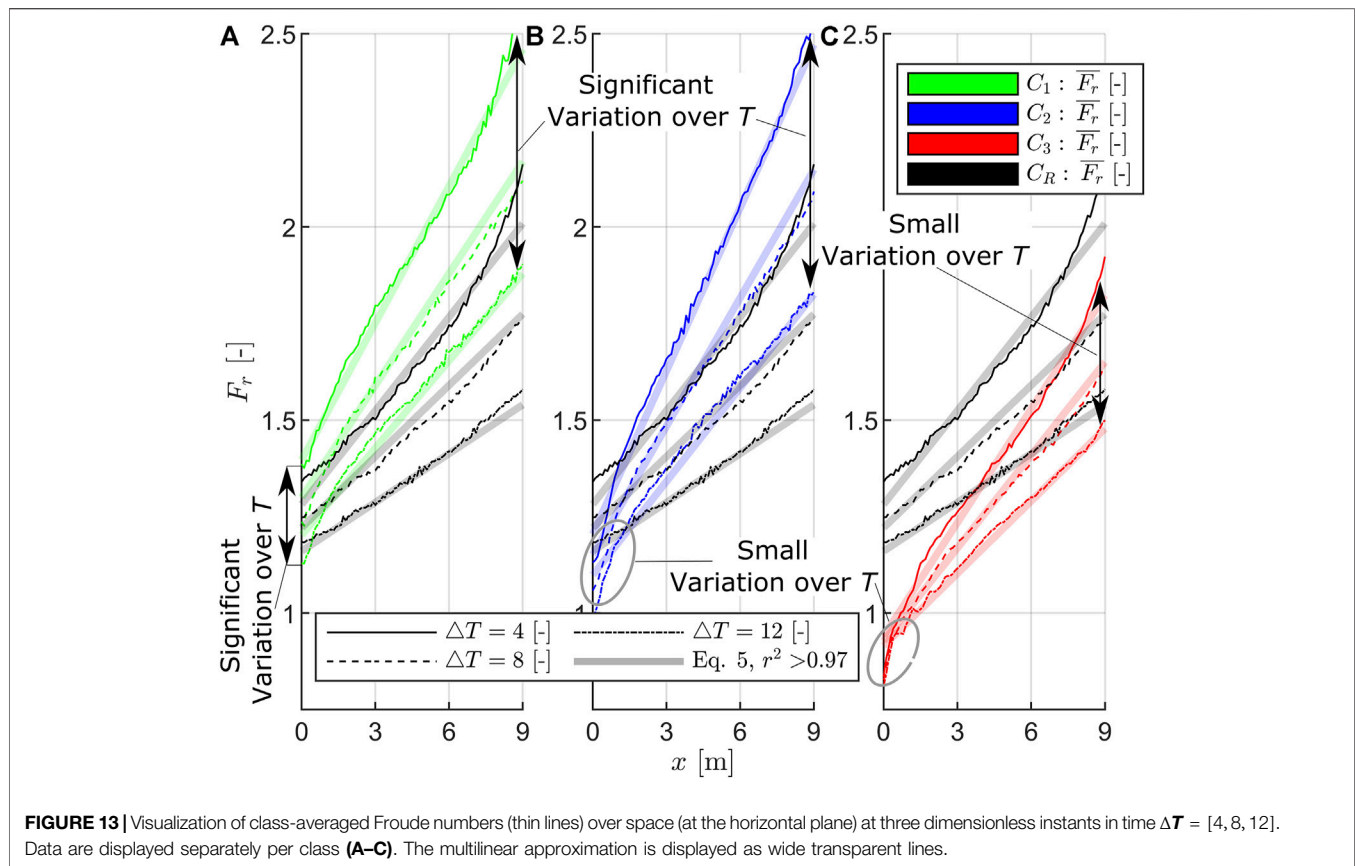 A
B
C
2.5
2.5
2.5
Significant
Variation over T
C₁ : F̅ᵣ [-]
C₂ : F̅ᵣ [-]
C₃ : F̅ᵣ [-]
C_R : F̅ᵣ [-]
2
Small
Variation over T
Fᵣ [-]
1.5
1.5
Significant
Variation over T
Small
Variation over T
1
1
△T = 4 [-]
△T = 12 [-]
△T = 8 [-]
Eq. 5, r² >0.97
0 3 6 9
0 3 6 9
0 3 6 9
x [m]
FIGURE 13 | Visualization of class-averaged Froude numbers (thin lines) over space (at the horizontal plane) at three dimensionless instants in time ΔT = [4, 8, 12].
Data are displayed separately per class (A–C). The multilinear approximation is displayed as wide transparent lines.